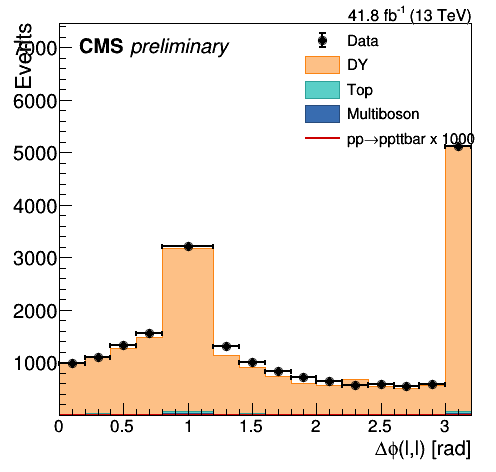 41.8 fb⁻¹ (13 TeV)
CMS preliminary
Events
Data
DY
Top
Multiboson
pp→ppttbar x 1000
7000
6000
5000
4000
3000
2000
1000
0 0.5 1 1.5 2 2.5 3
Δϕ(l,l) [rad]